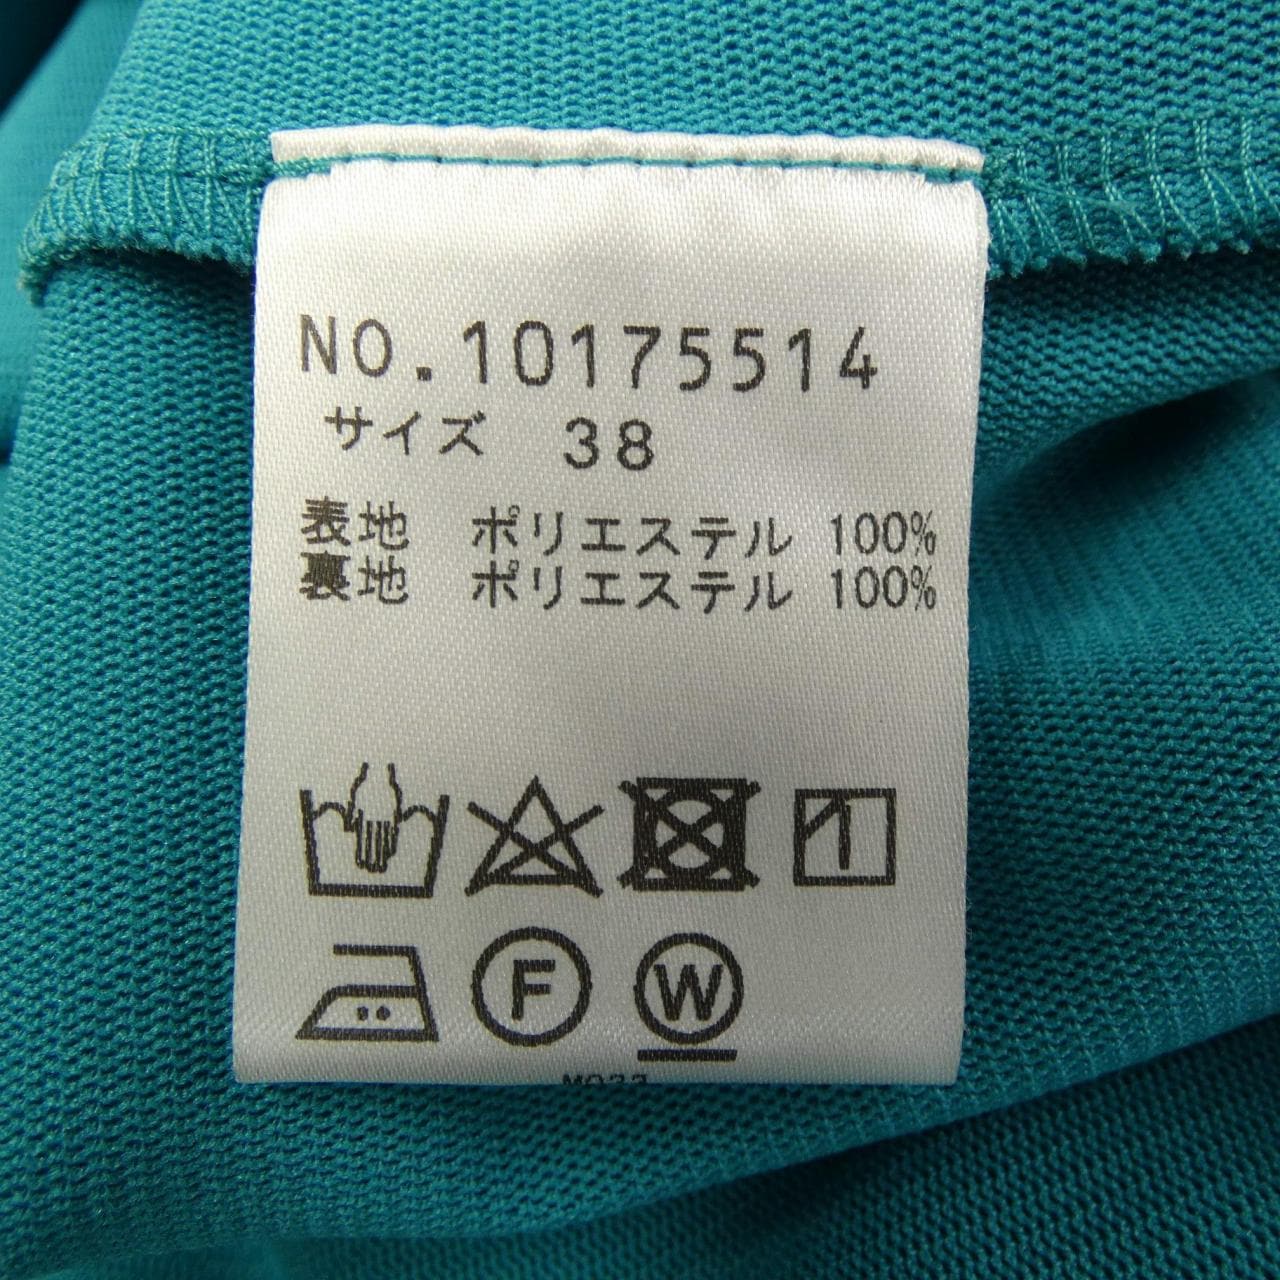 NO.10175514
サイズ 38
表地 ポリエステル 100%
裏地 ポリエステル 100%
F
W